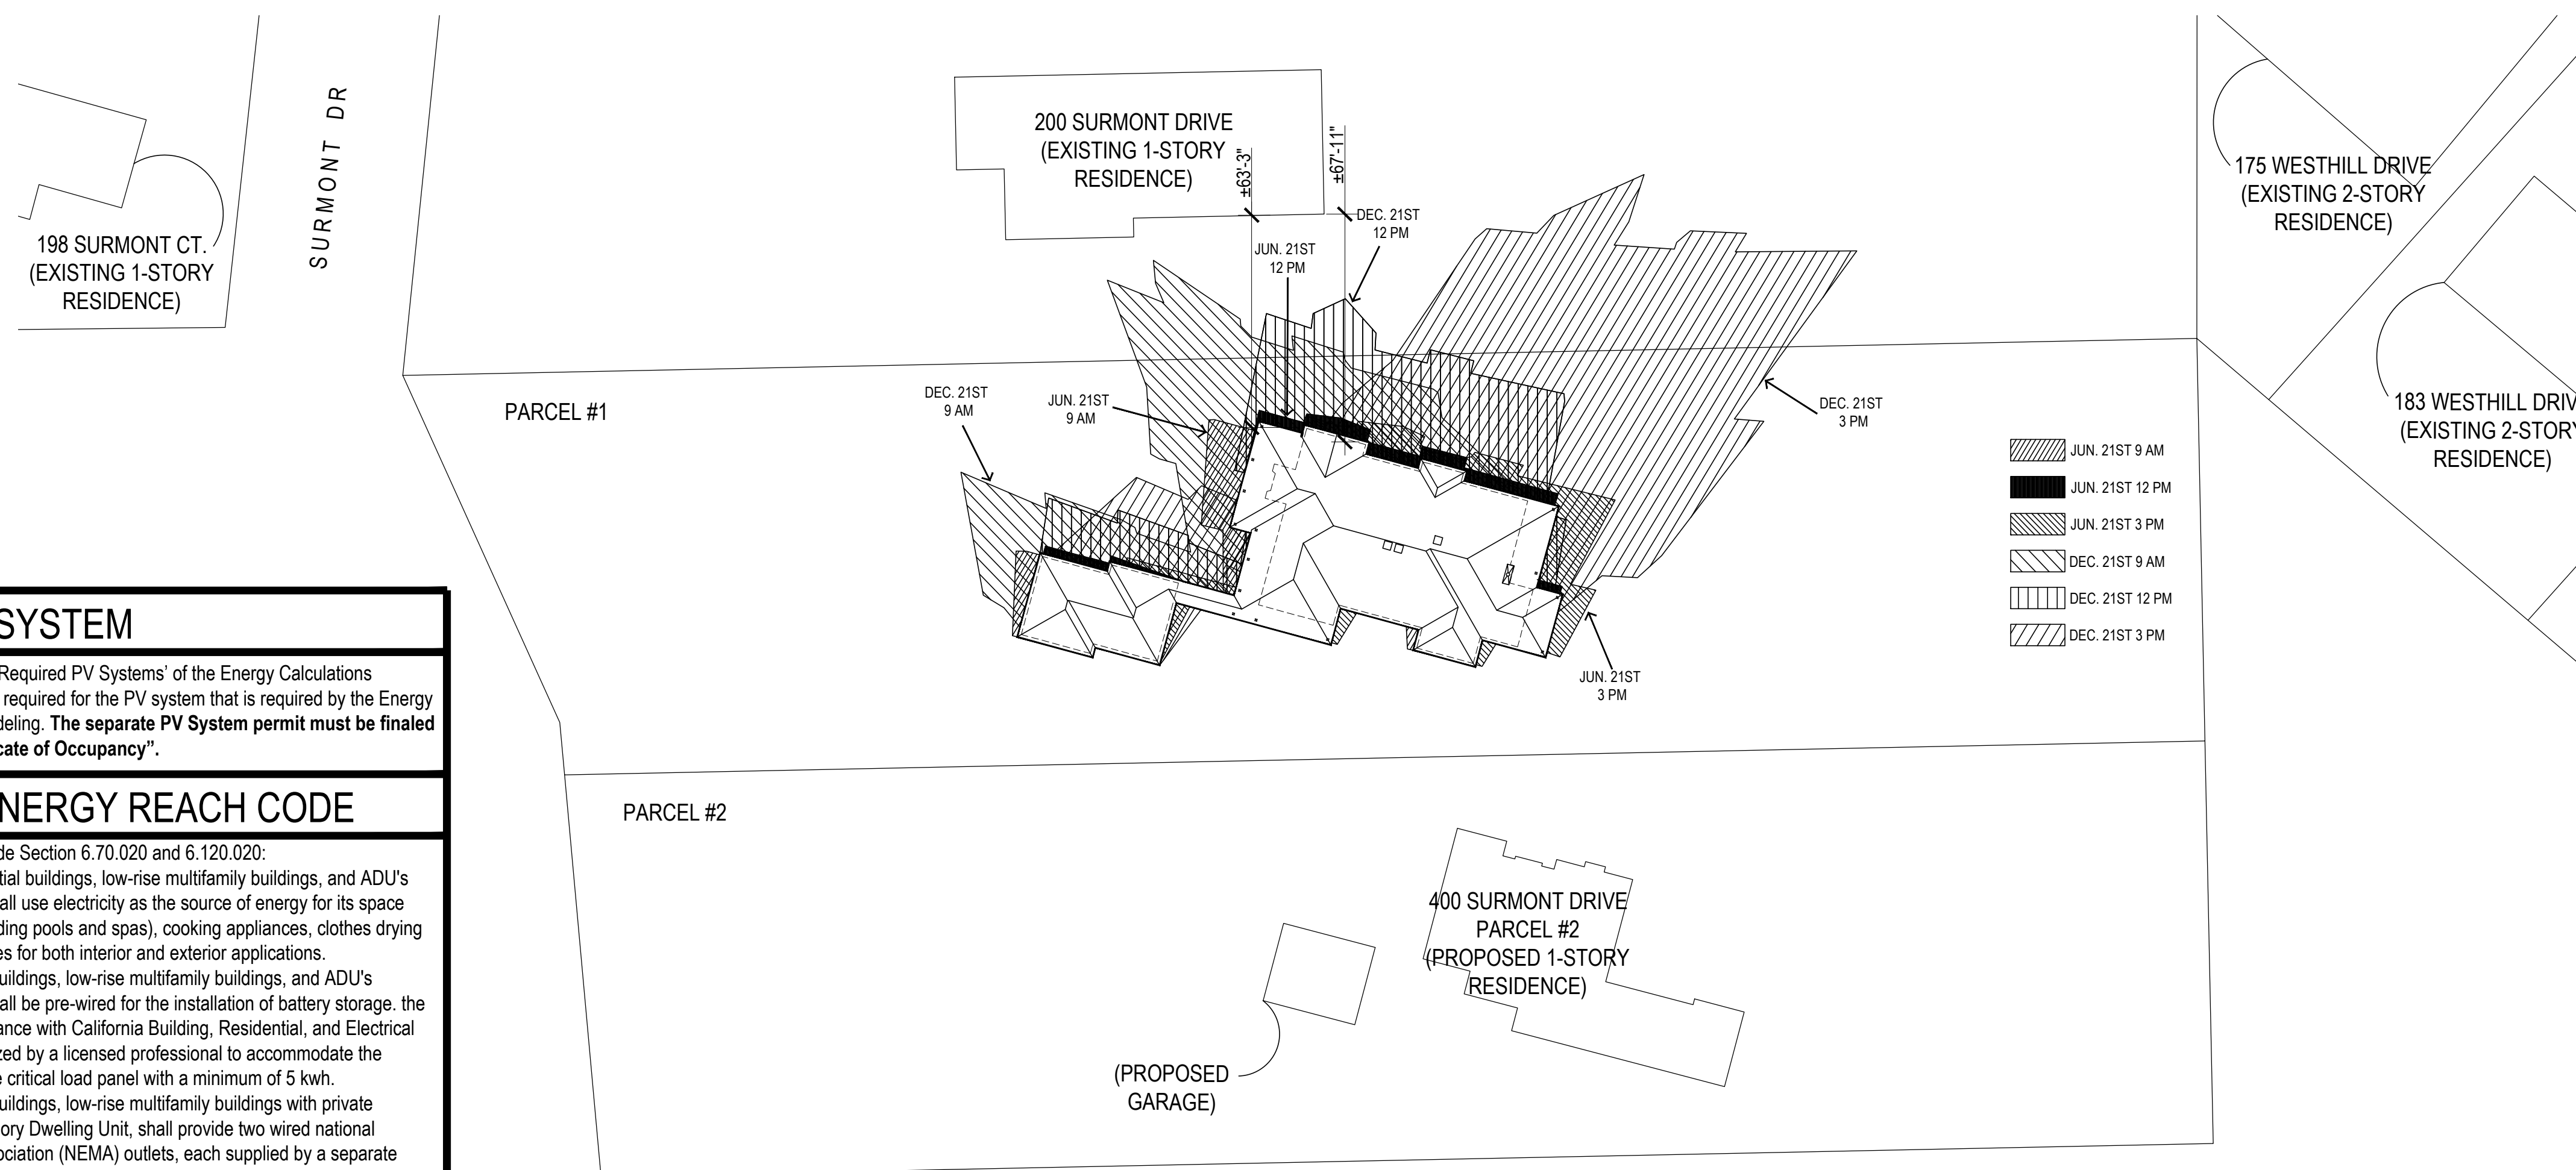 SURMONT DR
198 SURMONT CT.
(EXISTING 1-STORY
RESIDENCE)
200 SURMONT DRIVE
(EXISTING 1-STORY
RESIDENCE)
±63'-3"
±67'-11"
DEC. 21ST
12 PM
JUN. 21ST
12 PM
175 WESTHILL DRIVE
(EXISTING 2-STORY
RESIDENCE)
183 WESTHILL DRIV
(EXISTING 2-STORY
RESIDENCE)
PARCEL #1
DEC. 21ST
9 AM
JUN. 21ST
9 AM
DEC. 21ST
3 PM
JUN. 21ST
3 PM
JUN. 21ST 9 AM
JUN. 21ST 12 PM
JUN. 21ST 3 PM
DEC. 21ST 9 AM
DEC. 21ST 12 PM
DEC. 21ST 3 PM
SYSTEM
Required PV Systems’ of the Energy Calculations
required for the PV system that is required by the Energy
deling. The separate PV System permit must be finaled
cate of Occupancy”.
NERGY REACH CODE
de Section 6.70.020 and 6.120.020:
tial buildings, low-rise multifamily buildings, and ADU's
all use electricity as the source of energy for its space
ding pools and spas), cooking appliances, clothes drying
es for both interior and exterior applications.
uildings, low-rise multifamily buildings, and ADU's
all be pre-wired for the installation of battery storage. the
ance with California Building, Residential, and Electrical
zed by a licensed professional to accommodate the
e critical load panel with a minimum of 5 kwh.
uildings, low-rise multifamily buildings with private
ory Dwelling Unit, shall provide two wired national
ociation (NEMA) outlets, each supplied by a separate
PARCEL #2
400 SURMONT DRIVE
PARCEL #2
(PROPOSED 1-STORY
RESIDENCE)
(PROPOSED
GARAGE)